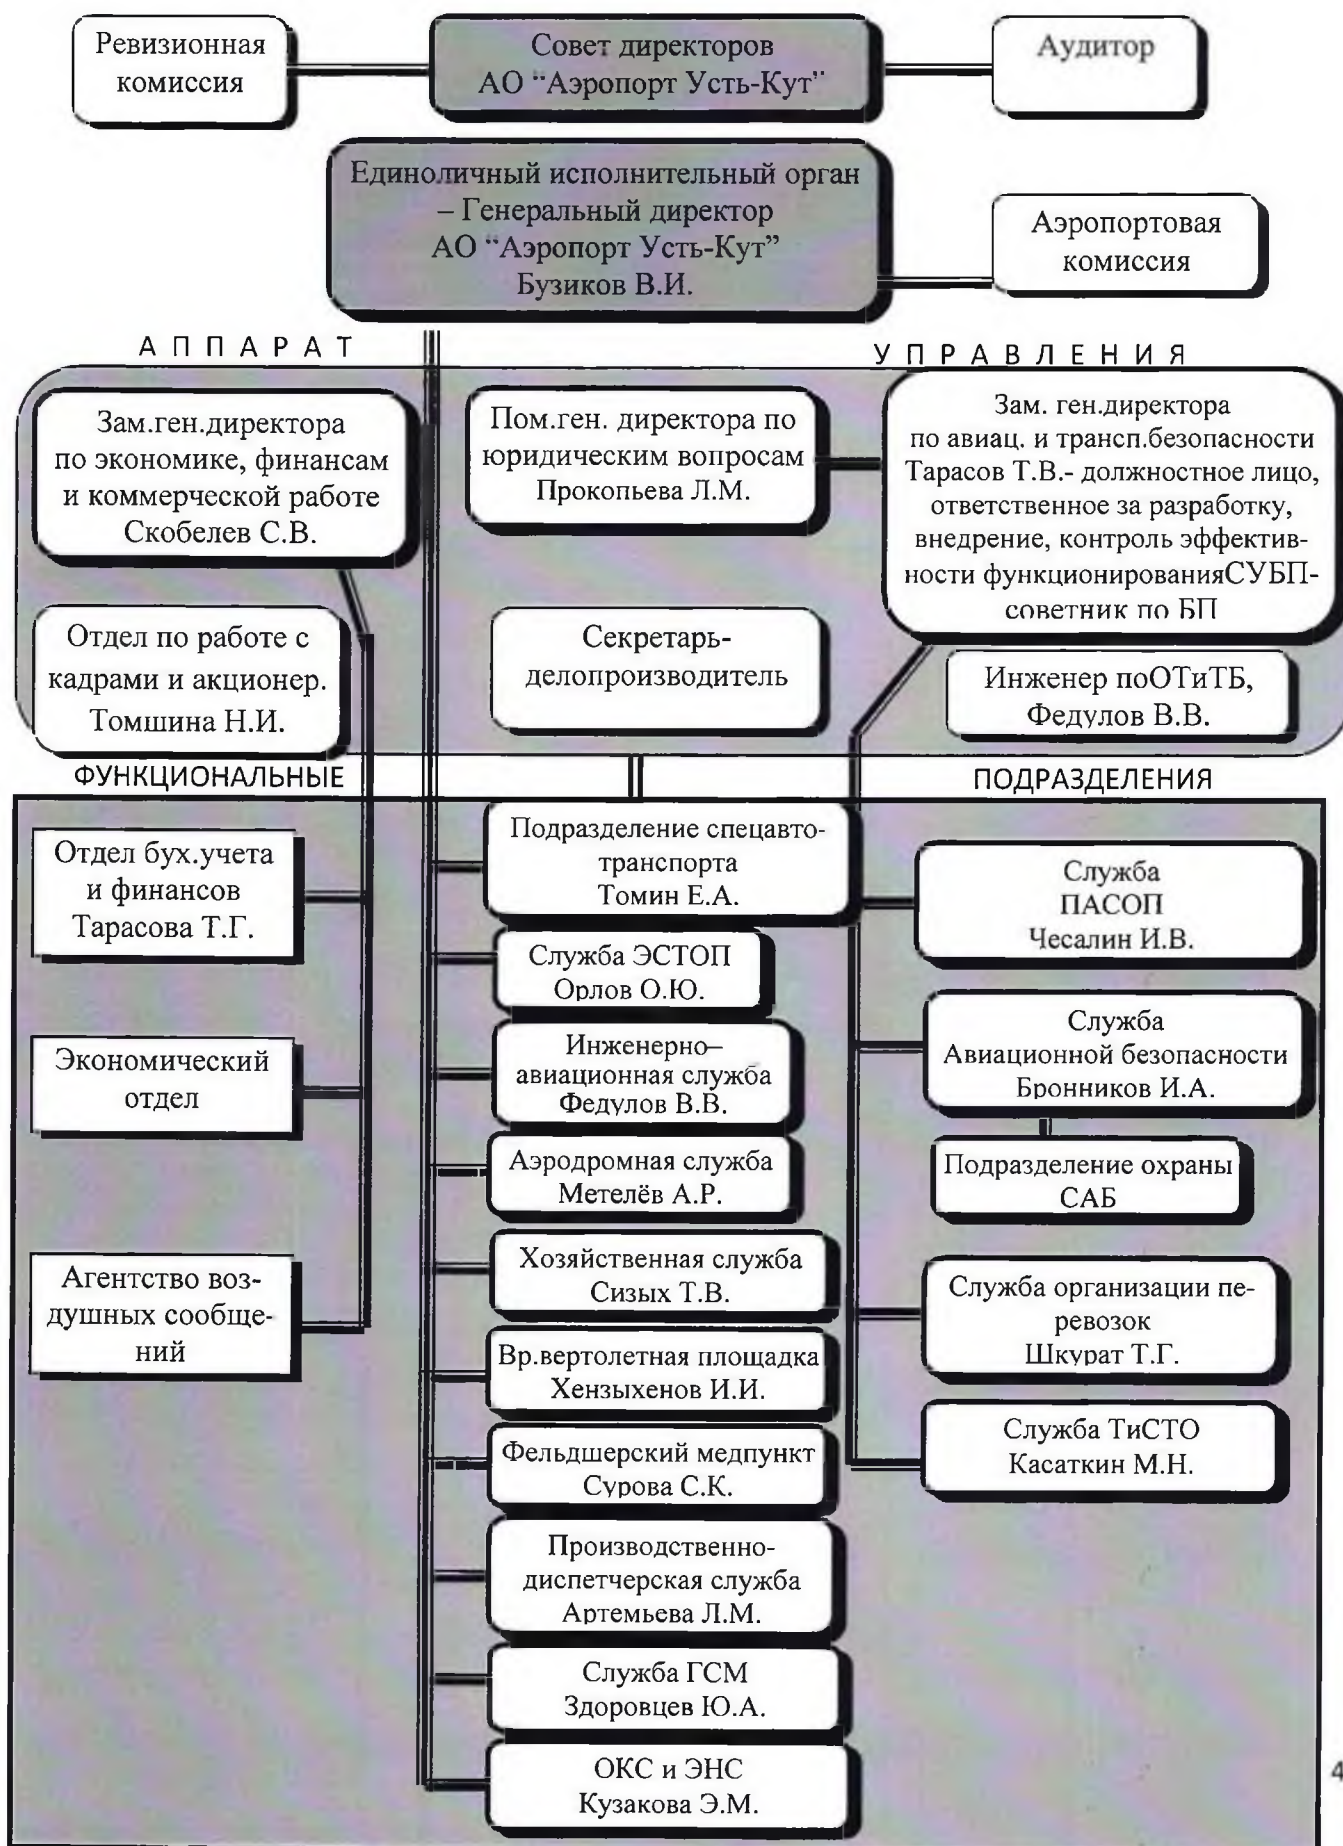 Ревизионная
комиссия
Совет директоров
АО “Аэропорт Усть-Кут”
Аудитор
Единоличный исполнительный орган
– Генеральный директор
АО “Аэропорт Усть-Кут”
Бузиков В.И.
Аэропортовая
комиссия
АППАРАТ
УПРАВЛЕНИЯ
Зам.ген.директора
по экономике, финансам
и коммерческой работе
Скобелев С.В.
Пом.ген. директора по
юридическим вопросам
Прокопьева Л.М.
Зам. ген.директора
по авиац. и трансп.безопасности
Тарасов Т.В.- должностное лицо,
ответственное за разработку,
внедрение, контроль эффектив-
ности функционированияСУБП-
советник по БП
Отдел по работе с
кадрами и акционер.
Томшина Н.И.
Секретарь-
делопроизводитель
Инженер поОТиТБ,
Федулов В.В.
ФУНКЦИОНАЛЬНЫЕ
ПОДРАЗДЕЛЕНИЯ
Отдел бух.учета
и финансов
Тарасова Т.Г.
Экономический
отдел
Агентство воз-
душных сообще-
ний
Подразделение спецавто-
транспорта
Томин Е.А.
Служба ЭСТОП
Орлов О.Ю.
Инженерно–
авиационная служба
Федулов В.В.
Аэродромная служба
Метелёв А.Р.
Хозяйственная служба
Сизых Т.В.
Вр.вертолетная площадка
Хензыхенов И.И.
Фельдшерский медпункт
Сурова С.К.
Производственно-
диспетчерская служба
Артемьева Л.М.
Служба ГСМ
Здоровцев Ю.А.
ОКС и ЭНС
Кузакова Э.М.
Служба
ПАСОП
Чесалин И.В.
Служба
Авиационной безопасности
Бронников И.А.
Подразделение охраны
САБ
Служба организации пе-
ревозок
Шкурат Т.Г.
Служба ТиСТО
Касаткин М.Н.
4